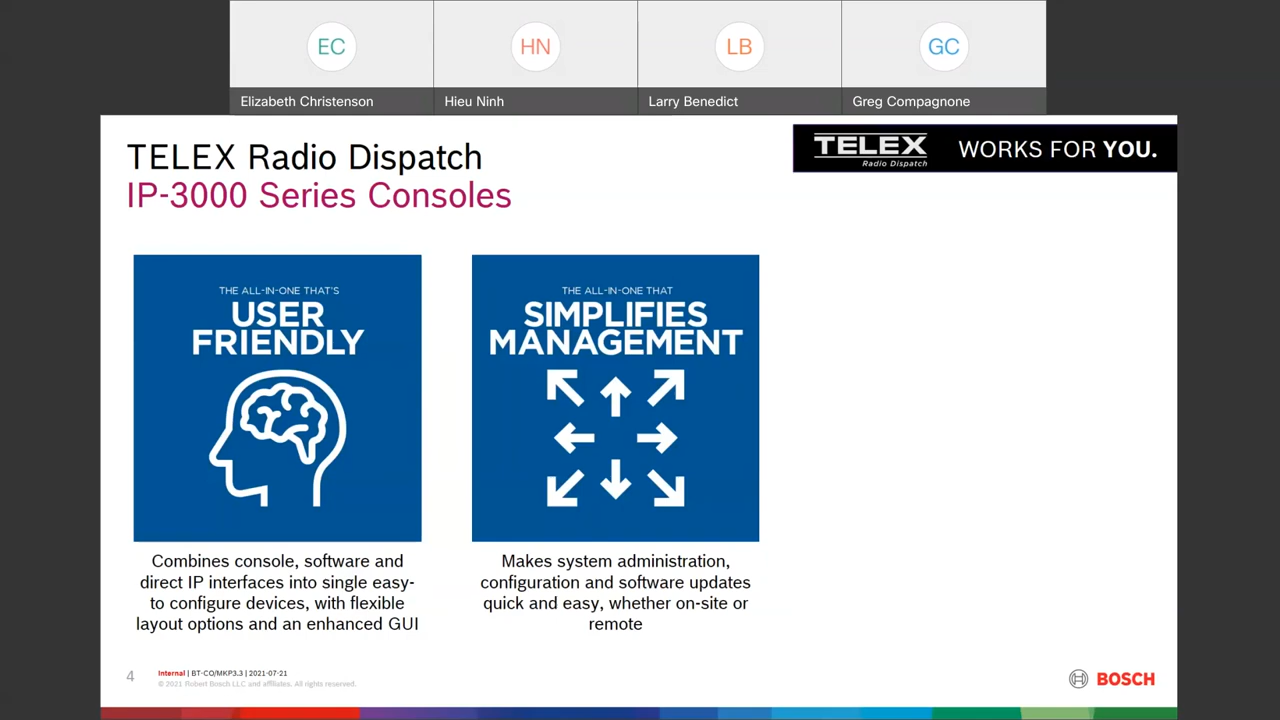 EC
HN
LB
GC
Elizabeth Christenson
Hieu Ninh
Larry Benedict
Greg Compagnone
TELEX Radio Dispatch
IP-3000 Series Consoles
TELEX
Radio Dispatch
WORKS FOR YOU.
THE ALL-IN-ONE THAT'S
USER
FRIENDLY
Combines console, software and
direct IP interfaces into single easy-
to configure devices, with flexible
layout options and an enhanced GUI
THE ALL-IN-ONE THAT
SIMPLIFIES
MANAGEMENT
Makes system administration,
configuration and software updates
quick and easy, whether on-site or
remote
4
Internal | BT-CO/MKP3.3 | 2021-07-21
© 2021 Robert Bosch LLC and affiliates. All rights reserved.
BOSCH